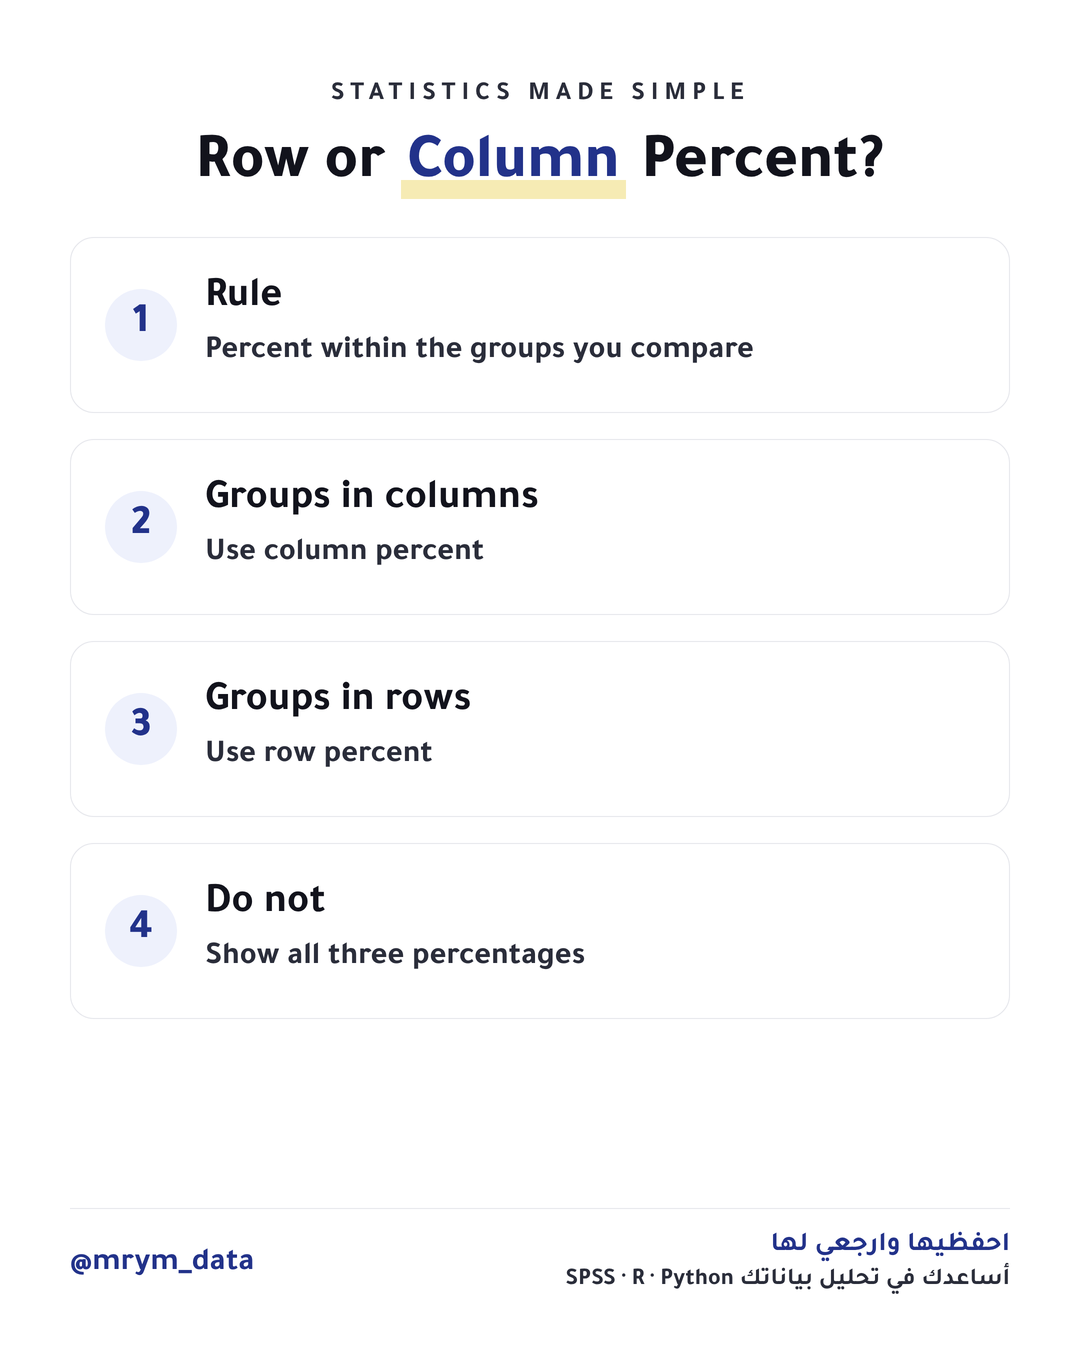 STATISTICS MADE SIMPLE
Row or Column Percent?
1
Rule
Percent within the groups you compare
2
Groups in columns
Use column percent
3
Groups in rows
Use row percent
4
Do not
Show all three percentages
@mrym_data
احفظيها وارجعي لها
أساعدك في تحليل بياناتك SPSS · R · Python